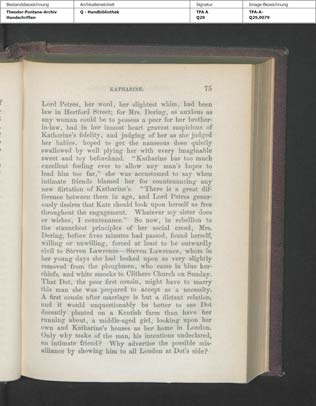 Bestandsbezeichnung
Theodor-Fontane-Archiv
Handschriften
Archivalieneinheit
Q - Handbibliothek
Signatur
TFA A
Q29
Image-Bezeichnung
TFA-A-
Q29,0079
KATHARINE. 75
Lord Petres, her word, her slightest whim, had been
law in Hertford Street; for Mrs. Dering, as anxious as
any woman could be to possess a peer for her brother-
in-law, had in her inmost heart gravest suspicions of
Katharine's fidelity, and judging of her as she judged
her babies, hoped to get the nauseous dose quickly
swallowed by well plying her with every imaginable
sweet and toy beforehand. "Katharine has too much
excellent feeling ever to allow any man's hopes to
lead him too far," she was accustomed to say when
intimate friends blamed her for countenancing any
new flirtation of Katharine's. "There is a great dif-
ference between them in age, and Lord Petres gener-
ously desires that Kate should look upon herself as free
throughout the engagement. Whatever my sister does
or wishes, I countenance." So now, in rebellion to
the staunchest principles of her social creed, Mrs.
Dering, before five minutes had passed, found herself,
willing or unwilling, forced at least to be outwardly
civil to Steven Lawrence—Steven Lawrence, whom in
her young days she had looked upon as very slightly
removed from the ploughmen, who came in blue ker-
chiefs, and white smocks to Clithero Church on Sunday.
That Dot, the poor first cousin, might have to marry
this man she was prepared to accept as a necessity.
A first cousin after marriage is but a distant relation,
and it would unquestionably be better to see Dot
decently planted on a Kentish farm than have her
running about, a middle-aged girl, looking upon her
own and Katharine's houses as her home in London.
Only why make of the man, his intentions undeclared,
an intimate friend? Why advertise the possible mis-
alliance by showing him to all London at Dot's side?